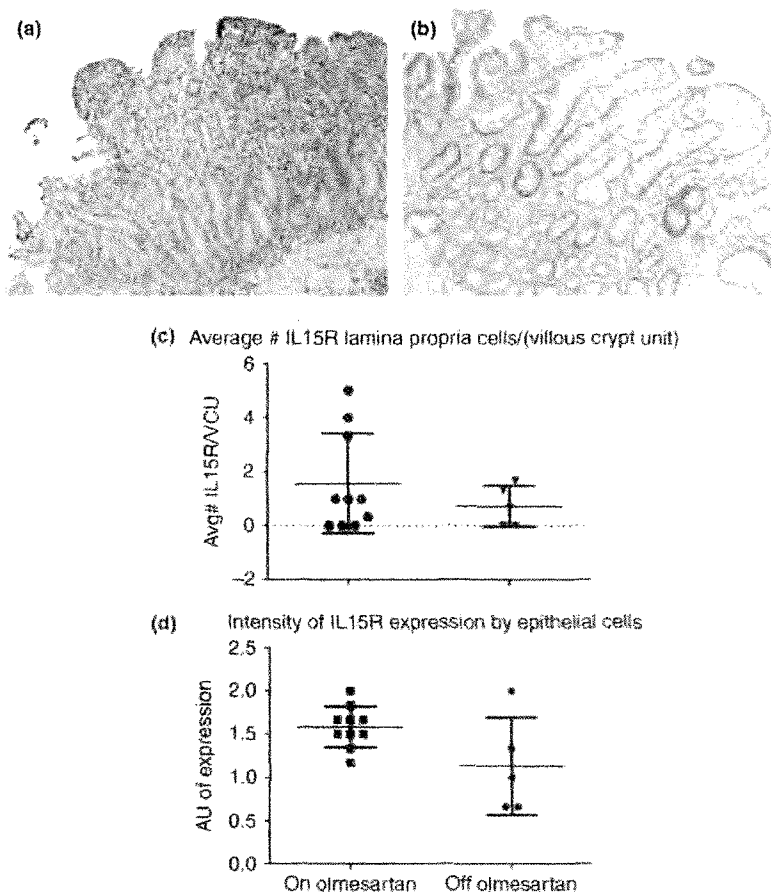 (a)
(b)
(c) Average # IL15R lamina propria cells/(villous crypt unit)
Avg# IL15R/VCU
6
4
2
0
–2
(d) Intensity of IL15R expression by epithelial cells
AU of expression
2.5
2.0
1.5
1.0
0.5
0.0
On olmesartan Off olmesartan